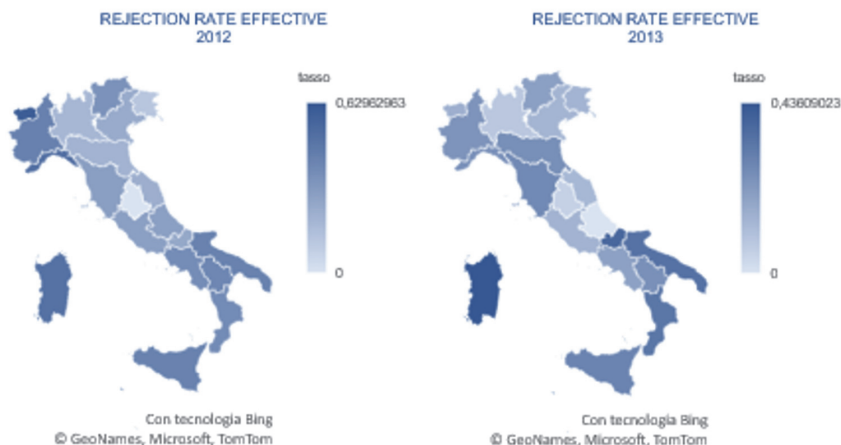 REJECTION RATE EFFECTIVE
2012
tasso
0,62962963
0
Con tecnologia Bing
© GeoNames, Microsoft, TomTom
REJECTION RATE EFFECTIVE
2013
tasso
0,43609023
0
Con tecnologia Bing
© GeoNames, Microsoft, TomTom